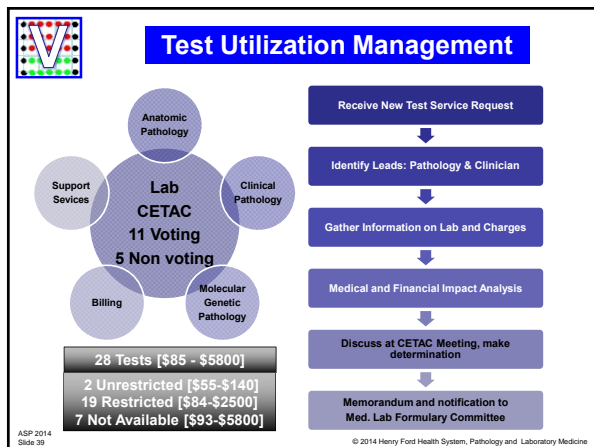 V
Test Utilization Management
Anatomic
Pathology
Support
Sevices
Lab
CETAC
11 Voting
5 Non voting
Clinical
Pathology
Billing
Molecular
Genetic
Pathology
28 Tests [$85 - $5800]
2 Unrestricted [$55-$140]
19 Restricted [$84-$2500]
7 Not Available [$93-$5800]
Receive New Test Service Request
Identify Leads: Pathology & Clinician
Gather Information on Lab and Charges
Medical and Financial Impact Analysis
Discuss at CETAC Meeting, make
determination
Memorandum and notification to
Med. Lab Formulary Committee
ASP 2014
Slide 39
© 2014 Henry Ford Health System, Pathology and Laboratory Medicine